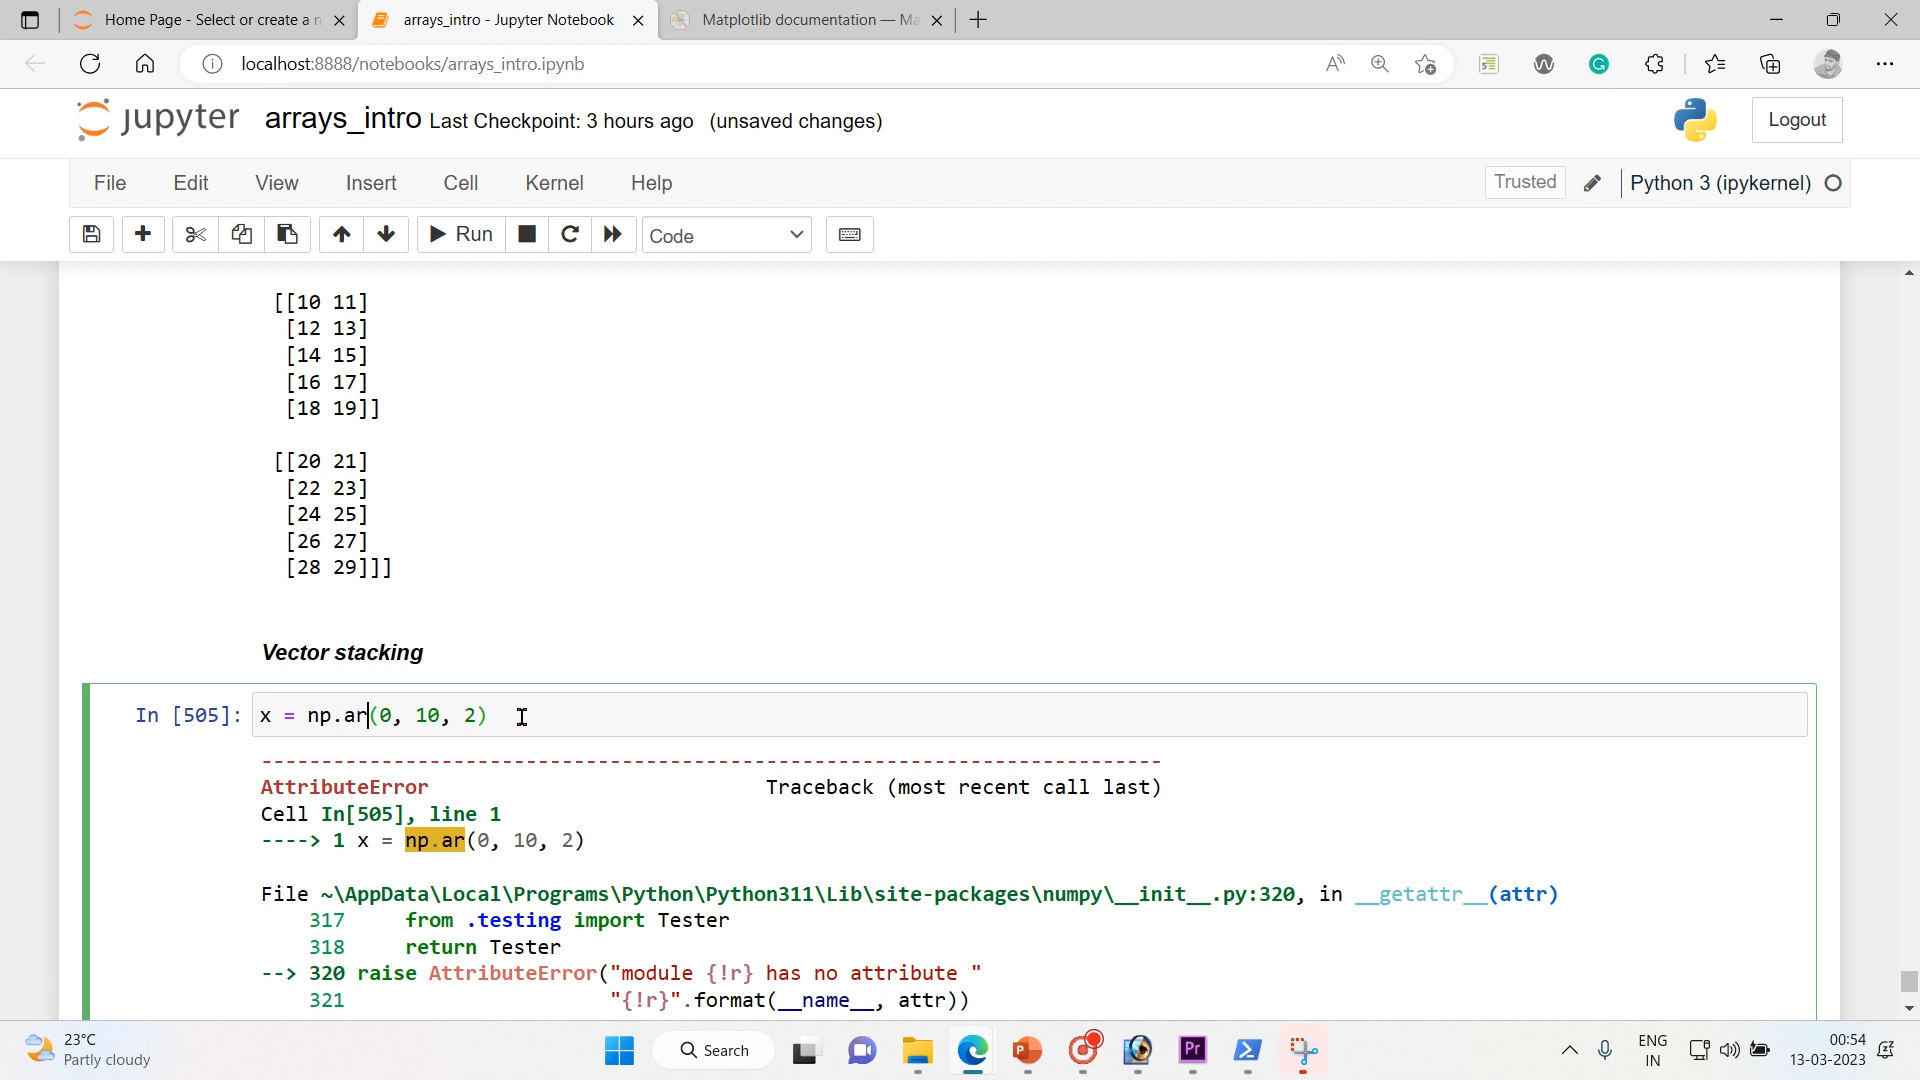 Home Page - Select or create a n
arrays_intro - Jupyter Notebook
Matplotlib documentation — Ma
localhost:8888/notebooks/arrays_intro.ipynb
jupyter arrays_intro Last Checkpoint: 3 hours ago (unsaved changes)
Logout
File Edit View Insert Cell Kernel Help
Trusted Python 3 (ipykernel)
Run Code
[[10 11]
[12 13]
[14 15]
[16 17]
[18 19]]
[[20 21]
[22 23]
[24 25]
[26 27]
[28 29]]]
Vector stacking
In [505]: x = np.ar(0, 10, 2)
---------------------------------------------------------------------------
AttributeError Traceback (most recent call last)
Cell In[505], line 1
----> 1 x = np.ar(0, 10, 2)
File ~\AppData\Local\Programs\Python\Python311\Lib\site-packages\numpy\__init__.py:320, in __getattr__(attr)
317 from .testing import Tester
318 return Tester
--> 320 raise AttributeError("module {!r} has no attribute "
321 "{!r}".format(__name__, attr))
23°C
Partly cloudy
Search
Pr
ENG
IN
00:54
13-03-2023